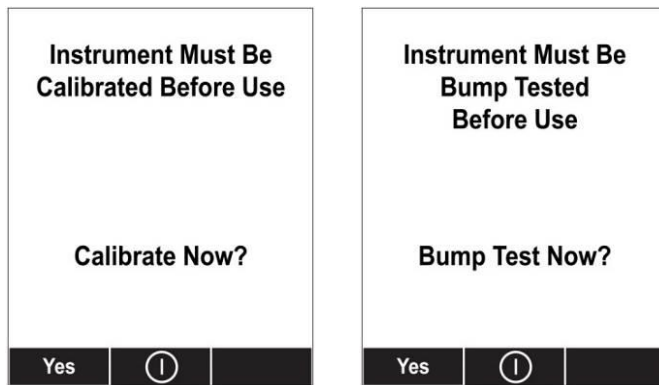 Instrument Must Be
Calibrated Before Use
Calibrate Now?
Yes
Instrument Must Be
Bump Tested
Before Use
Bump Test Now?
Yes